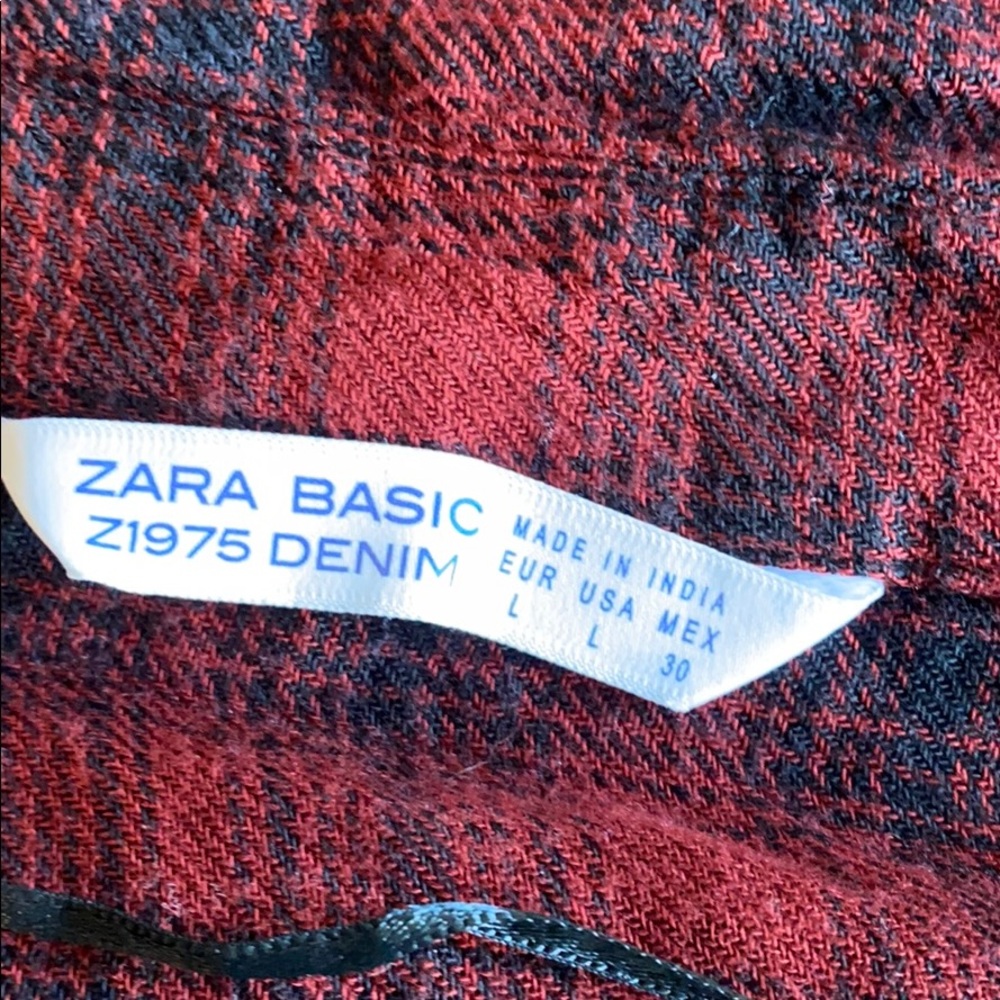 ZARA BASIC
Z1975 DENIM
MADE IN INDIA
EUR USA MEX
L L 30